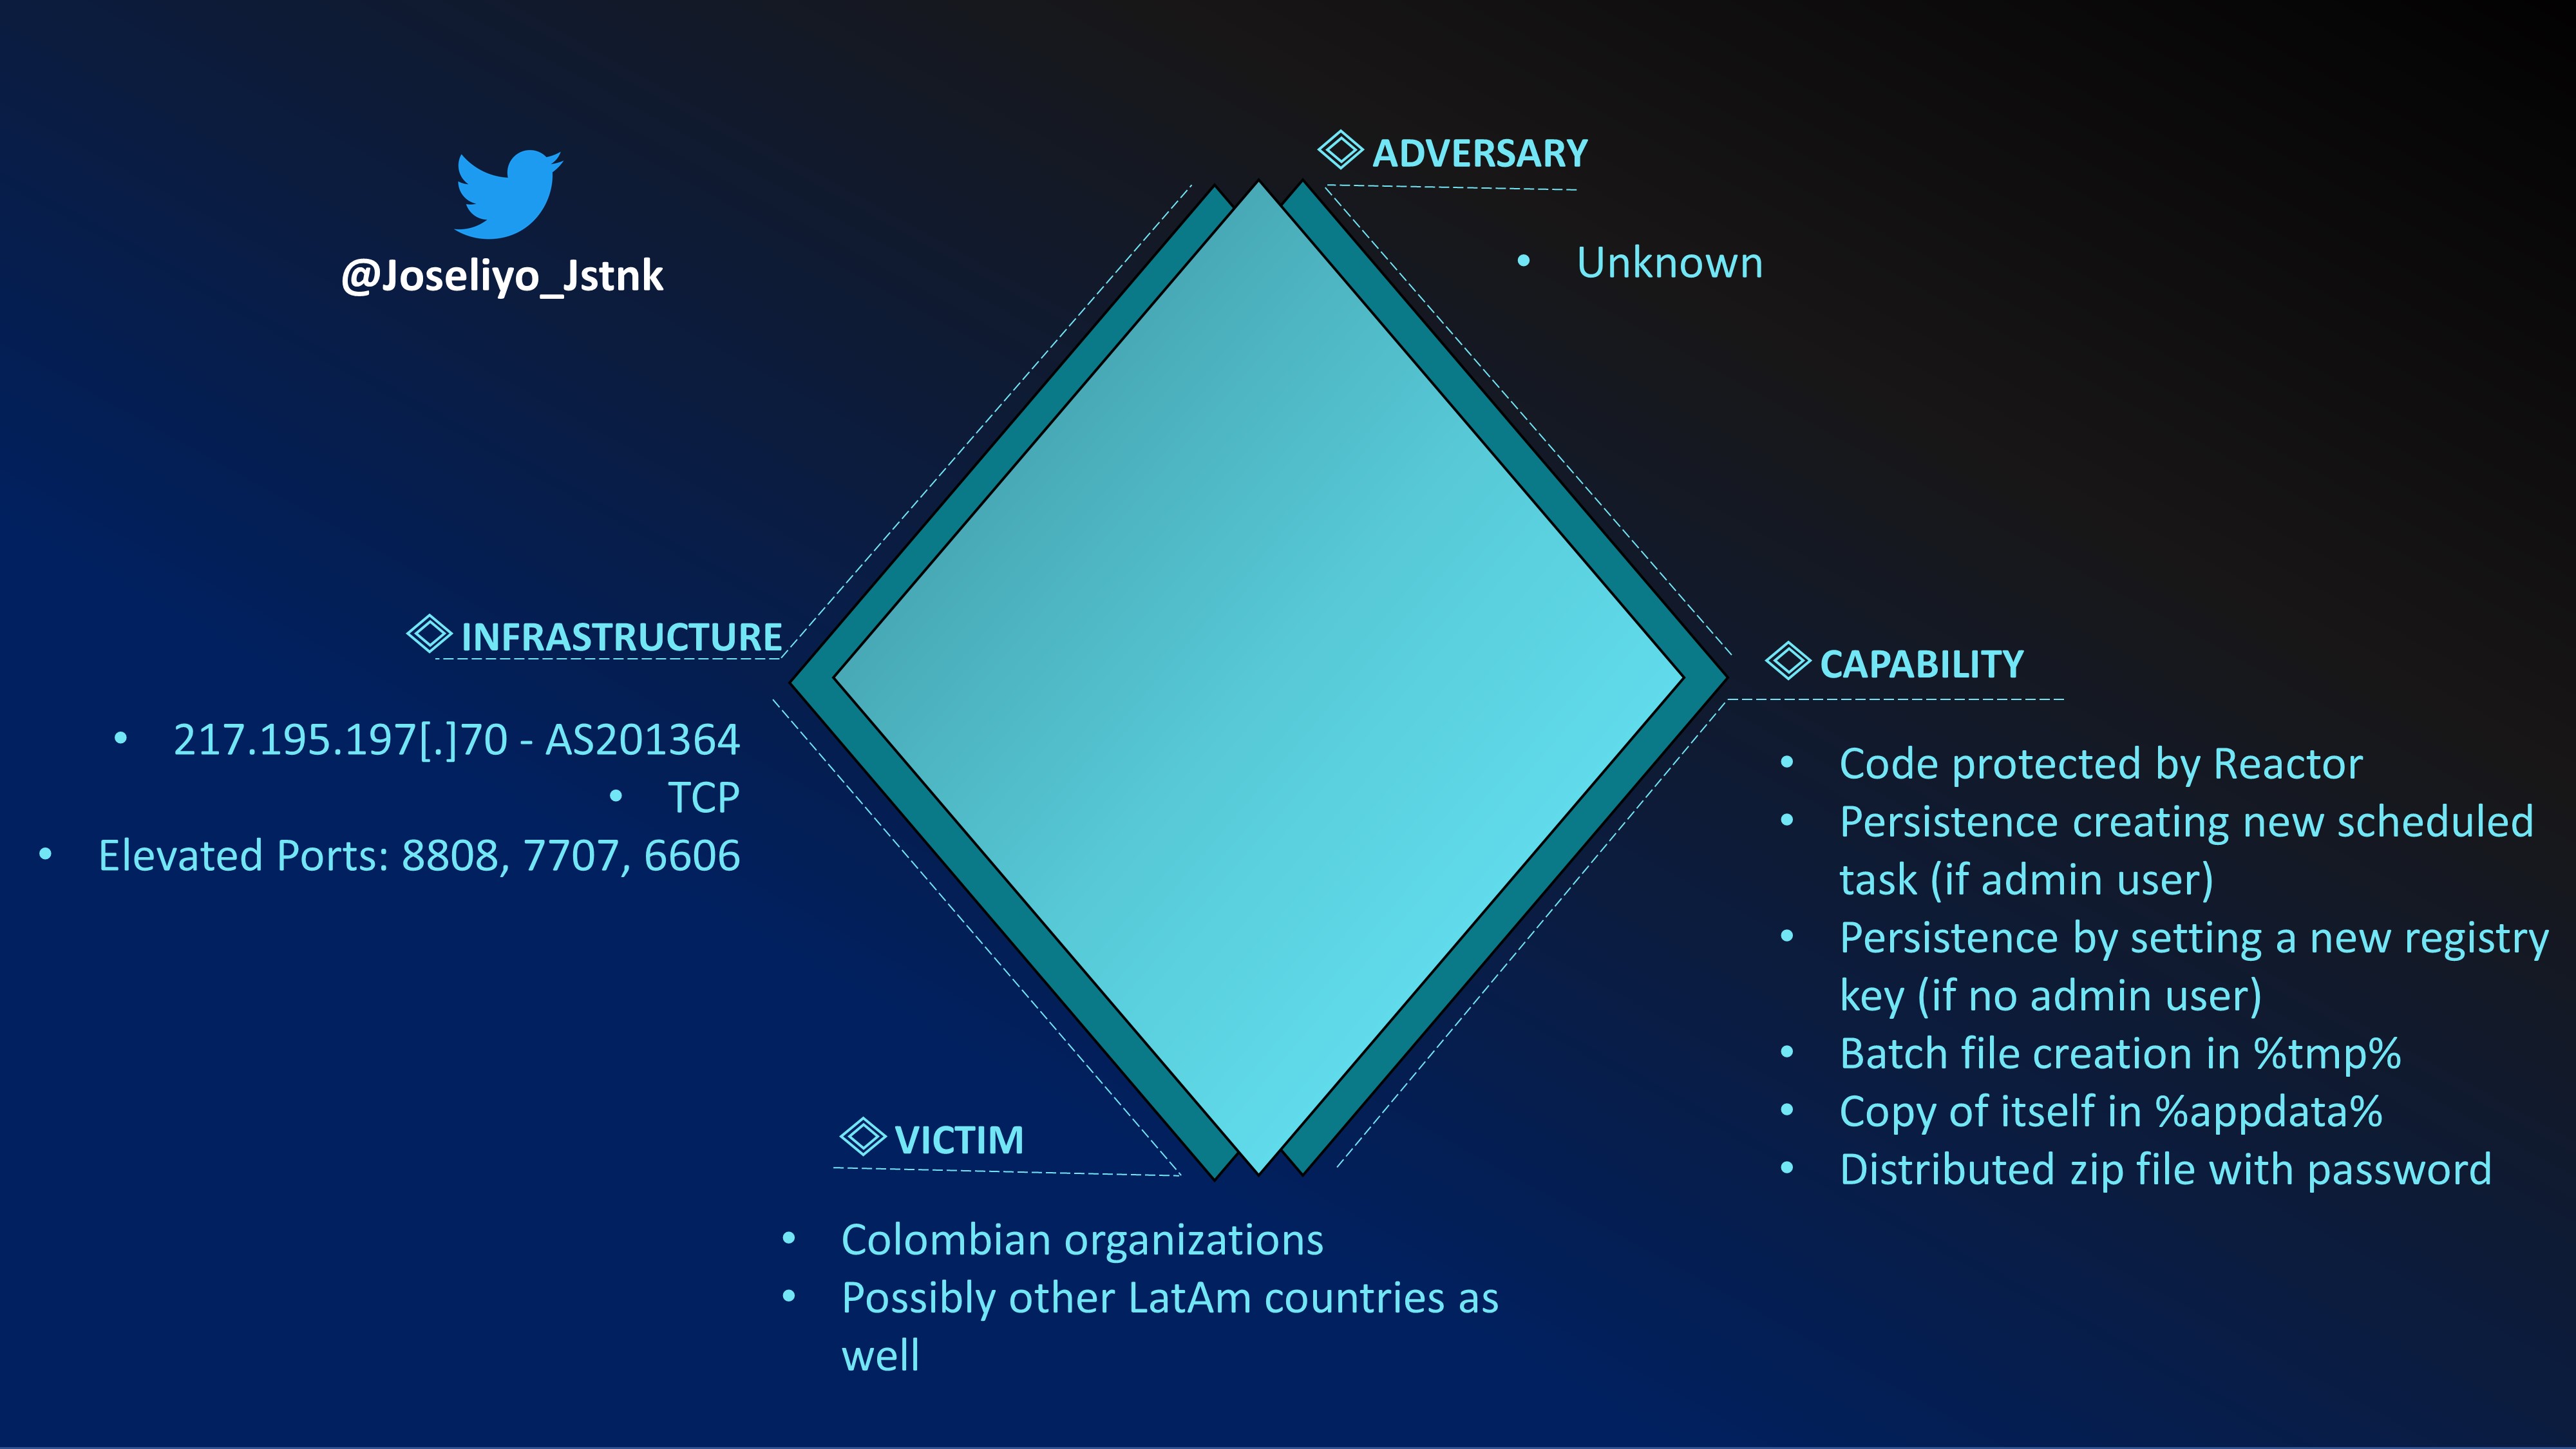 @Joseliyo_Jstnk
ADVERSARY
• Unknown
INFRASTRUCTURE
• 217.195.197[.]70 - AS201364
• TCP
• Elevated Ports: 8808, 7707, 6606
CAPABILITY
• Code protected by Reactor
• Persistence creating new scheduled
task (if admin user)
• Persistence by setting a new registry
key (if no admin user)
• Batch file creation in %tmp%
• Copy of itself in %appdata%
• Distributed zip file with password
VICTIM
• Colombian organizations
• Possibly other LatAm countries as
well